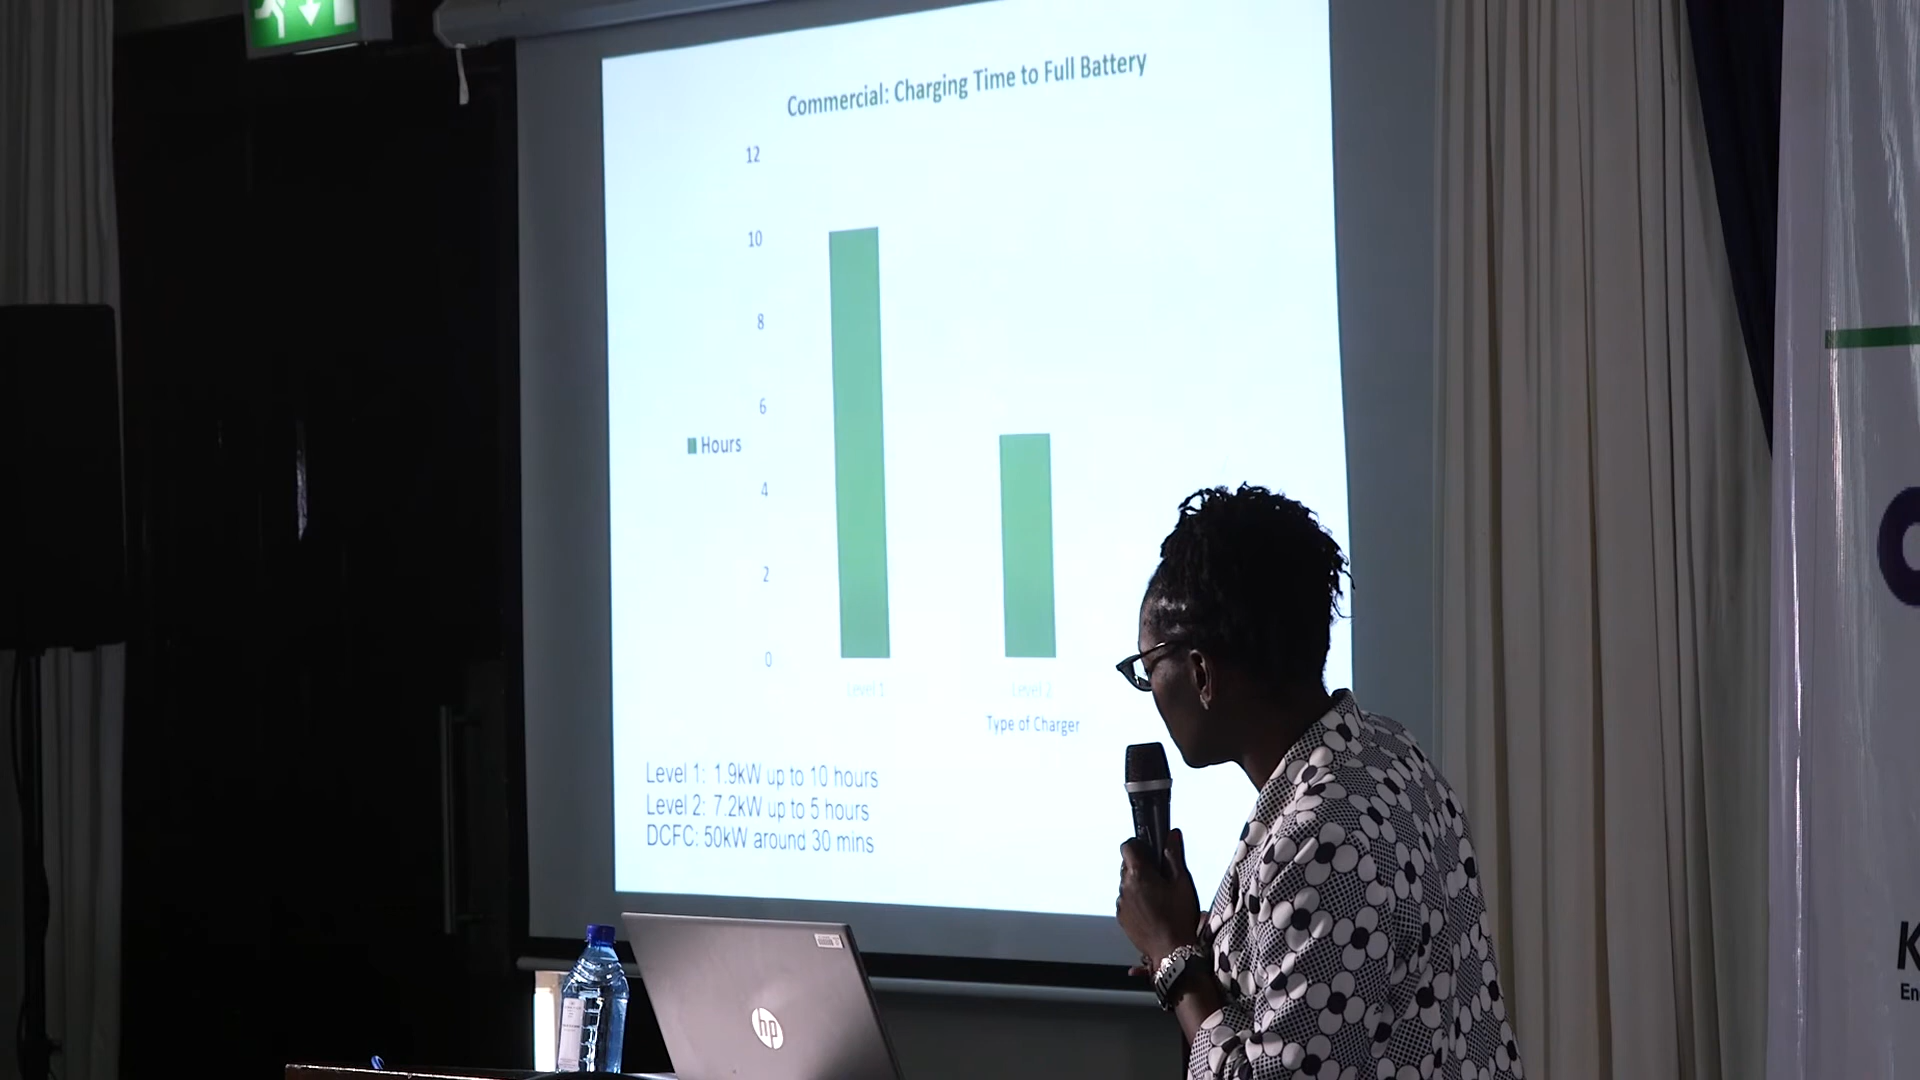 Commercial: Charging Time to Full Battery
12
10
8
6
4
2
0
Hours
Level 1
Level 2
Type of Charger
Level 1: 1.9kW up to 10 hours
Level 2: 7.2kW up to 5 hours
DCFC: 50kW around 30 mins
hp